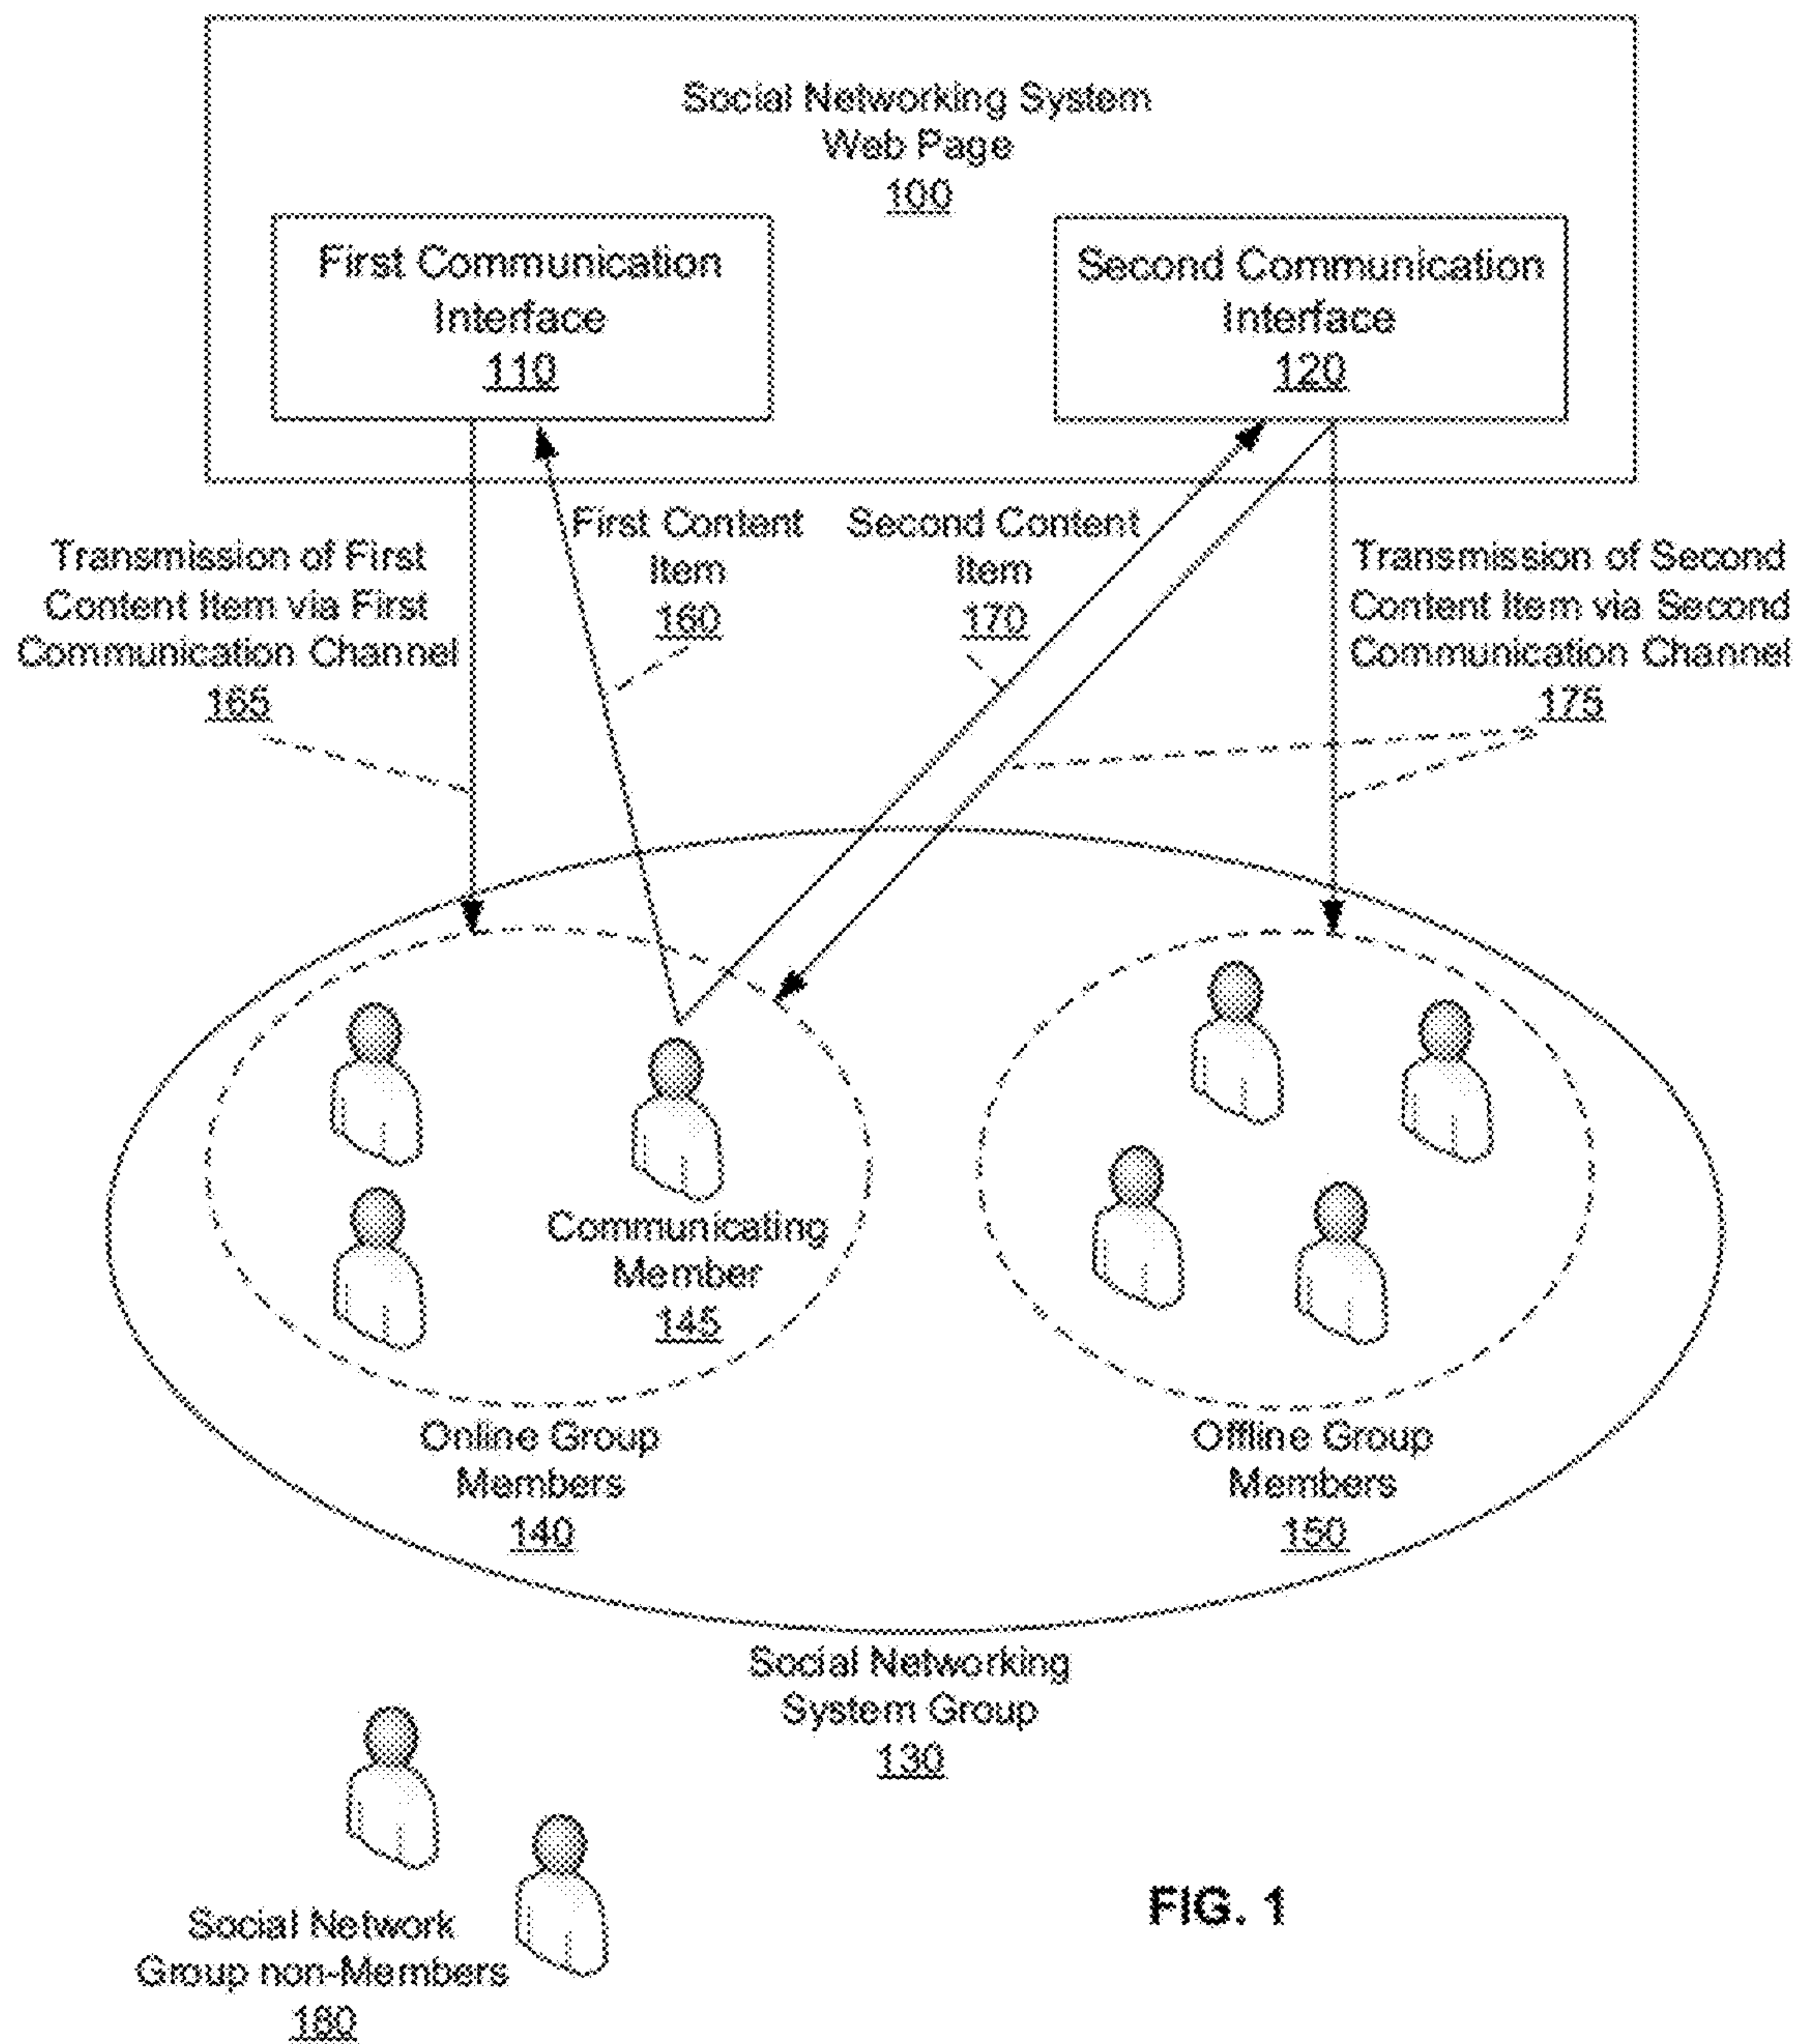 Social Networking System
Web Page
100
First Communication
Interface
110
Second Communication
Interface
120
First Content
Item
160
Second Content
Item
170
Transmission of First
Content Item via First
Communication Channel
165
Transmission of Second
Content Item via Second
Communication Channel
175
Communicating
Member
145
Online Group
Members
140
Offline Group
Members
150
Social Networking
System Group
130
Social Network
Group non-Members
180
FIG. 1